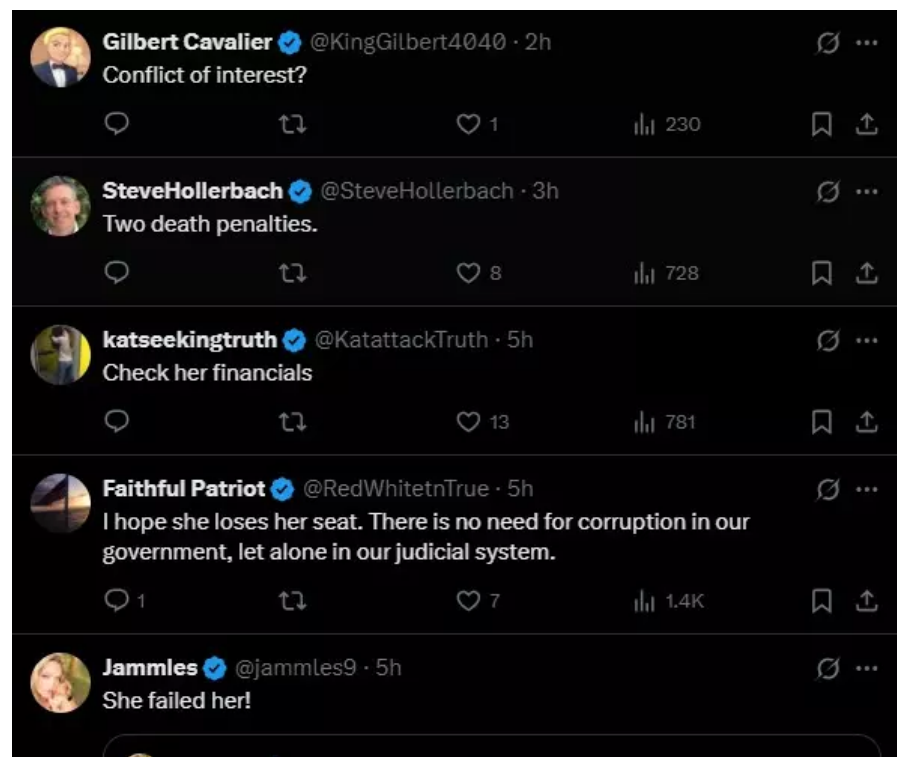 Gilbert Cavalier @KingGilbert4040 · 2h
Conflict of interest?
1 230
SteveHollerbach @SteveHollerbach · 3h
Two death penalties.
8 728
katseekingtruth @KatattackTruth · 5h
Check her financials
13 781
Faithful Patriot @RedWhitetnTrue · 5h
I hope she loses her seat. There is no need for corruption in our
government, let alone in our judicial system.
1 7 1.4K
Jammles @jammles9 · 5h
She failed her!